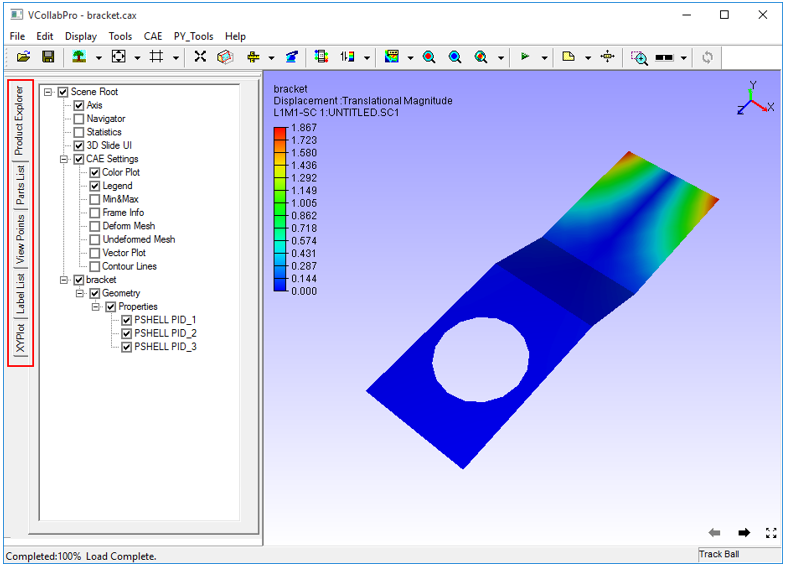 VCollabPro - bracket.cax
File Edit Display Tools CAE PY_Tools Help
Product Explorer
Parts List
View Points
Label List
XYPlot
Scene Root
Axis
Navigator
Statistics
3D Slide UI
CAE Settings
Color Plot
Legend
Min&Max
Frame Info
Deform Mesh
Undeformed Mesh
Vector Plot
Contour Lines
bracket
Geometry
Properties
PSHELL PID_1
PSHELL PID_2
PSHELL PID_3
bracket
Displacement :Translational Magnitude
L1M1-SC 1:UNTITLED.SC1
1.867
1.723
1.580
1.436
1.292
1.149
1.005
0.862
0.718
0.574
0.431
0.287
0.144
0.000
Y
X
Z
Completed:100% Load Complete.
Track Ball